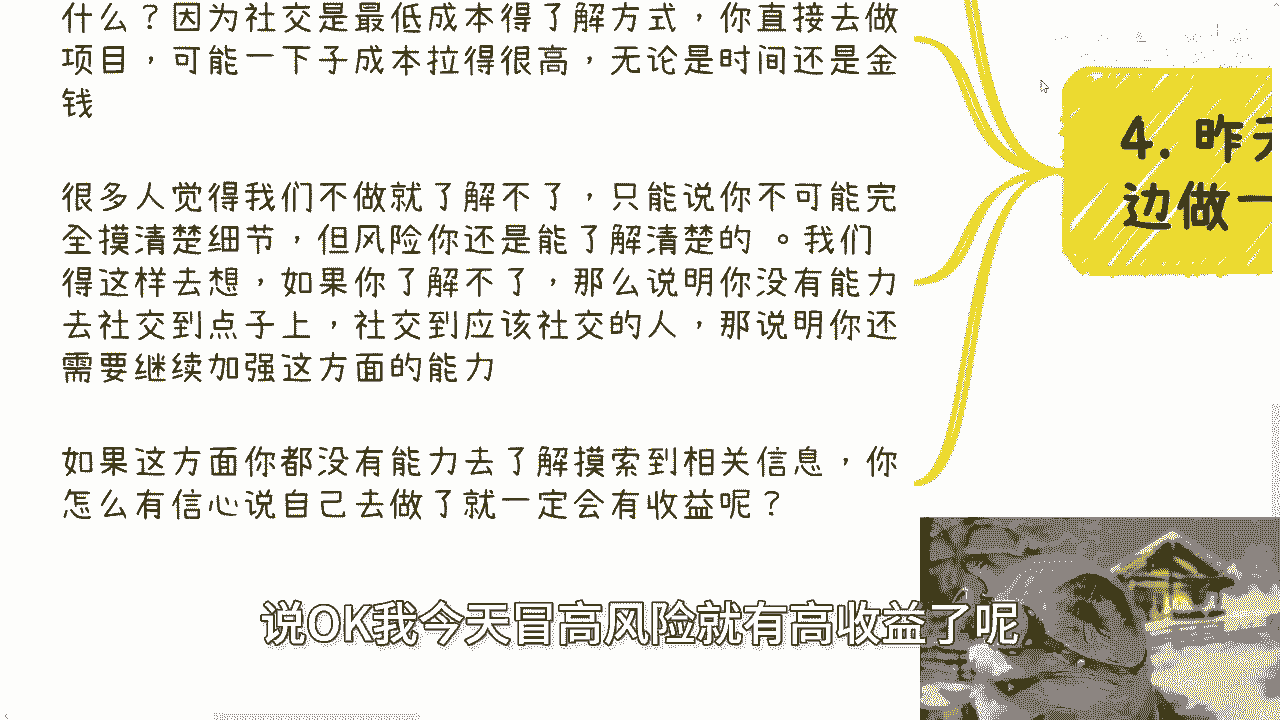 什么？因为社交是最低成本得了解方式，你直接去做
项目，可能一下子成本拉得很高，无论是时间还是金
钱
很多人觉得我们不做就了解不了，只能说你不可能完
全摸清楚细节，但风险你还是能了解清楚的 。我们
得这样去想，如果你了解不了，那么说明你没有能力
去社交到点子上，社交到应该社交的人，那说明你还
需要继续加强这方面的能力
如果这方面你都没有能力去了解摸索到相关信息，你
怎么有信心说自己去做了就一定会有收益呢？
4. 昨天
边做一
说OK我今天冒高风险就有高收益了呢